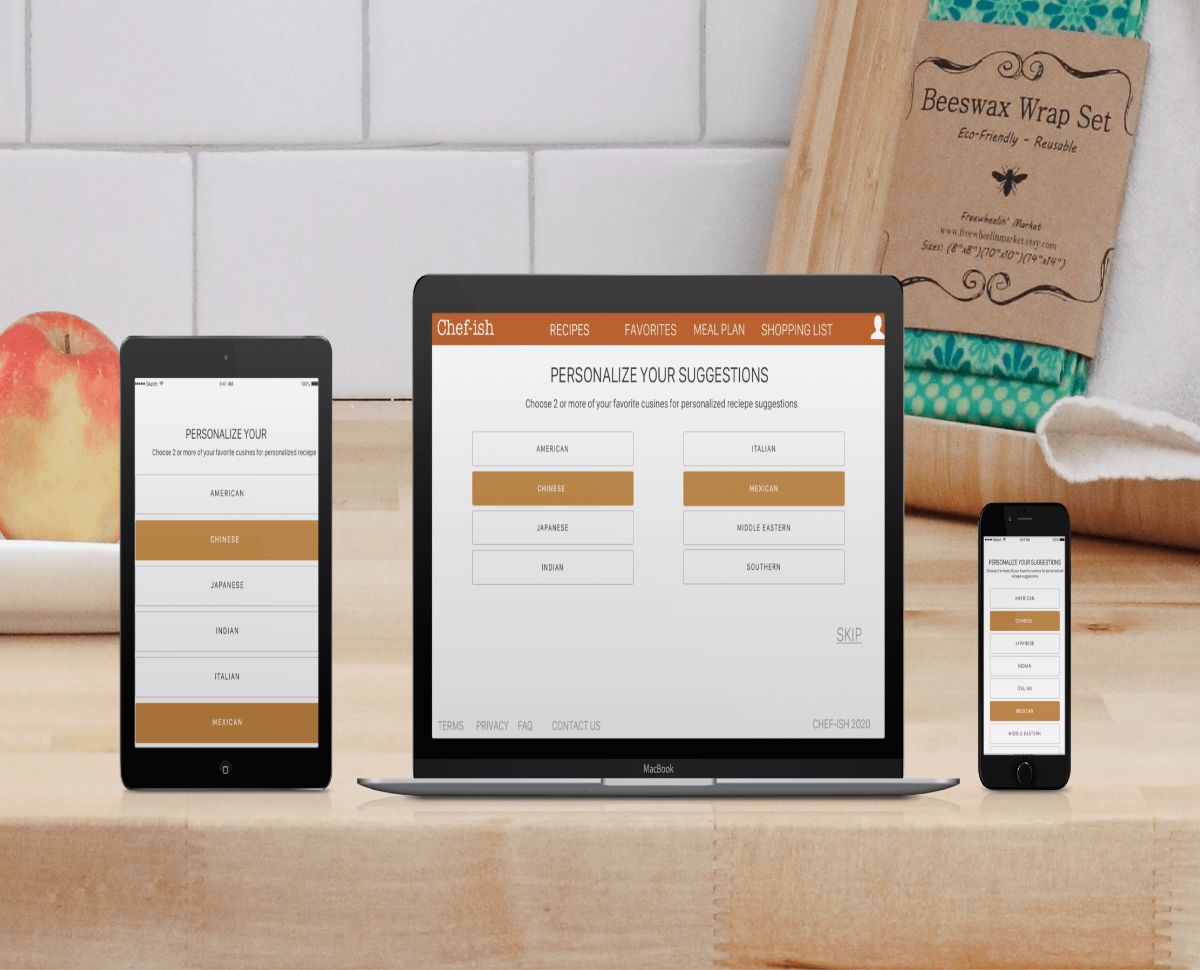 Beeswax Wrap Set
Eco-Friendly - Reusable
Freewheelin' Market
www.freewheelinmarket.etsy.com
Sizes: (8"x8")(10"x10")(14"x14")
Sketch 9:41 AM 100%
PERSONALIZE YOUR
Choose 2 or more of your favorite cusines for personalized reciepe
AMERICAN
CHINESE
JAPANESE
INDIAN
ITALIAN
MEXICAN
Chef-ish RECIPES FAVORITES MEAL PLAN SHOPPING LIST
PERSONALIZE YOUR SUGGESTIONS
Choose 2 or more of your favorite cusines for personalized reciepe suggestions
AMERICAN ITALIAN
CHINESE MEXICAN
JAPANESE MIDDLE EASTERN
INDIAN SOUTHERN
SKIP
TERMS PRIVACY FAQ CONTACT US CHEF-ISH 2020
MacBook
Sketch 9:41 AM 100%
PERSONALIZE YOUR SUGGESTIONS
Choose 2 or more of your favorite cusines for personalized
reciepe suggestions
AMERICAN
CHINESE
JAPANESE
INDIAN
ITALIAN
MEXICAN
MIDDLE EASTERN